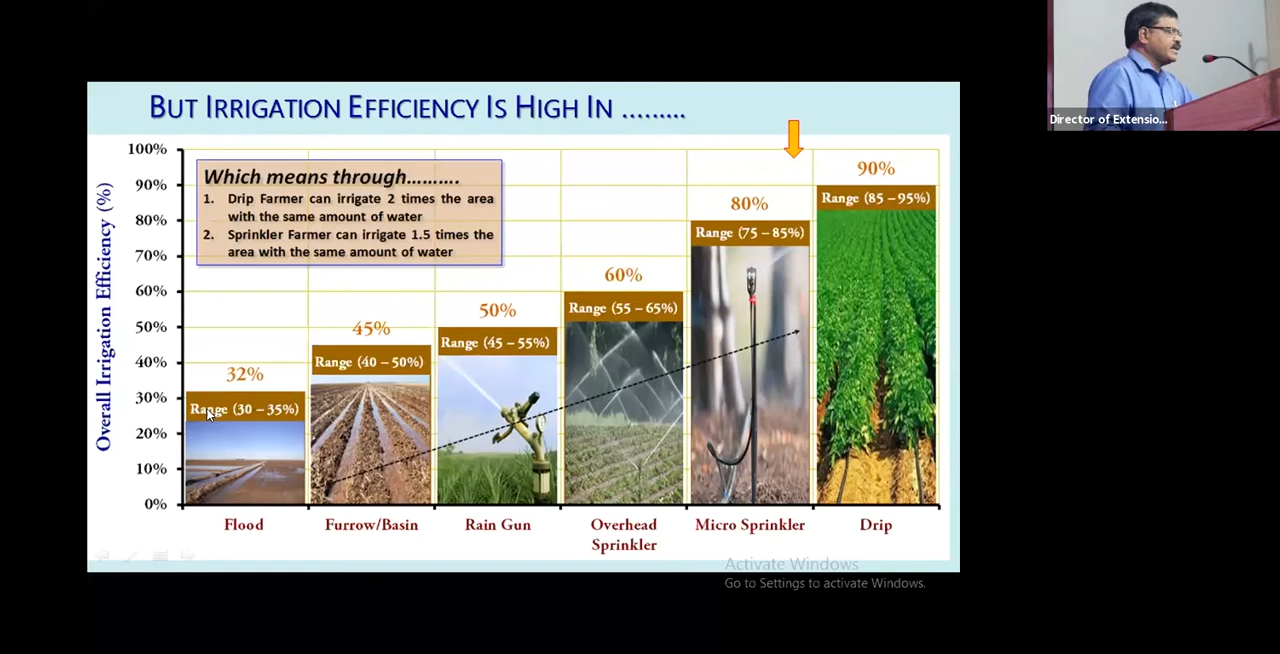 BUT IRRIGATION EFFICIENCY IS HIGH IN .........
Director of Extensio...
Overall Irrigation Efficiency (%)
100%
90%
80%
70%
60%
50%
40%
30%
20%
10%
0%
Which means through..........
1. Drip Farmer can irrigate 2 times the area
with the same amount of water
2. Sprinkler Farmer can irrigate 1.5 times the
area with the same amount of water
32%
Range (30 – 35%)
45%
Range (40 – 50%)
50%
Range (45 – 55%)
60%
Range (55 – 65%)
80%
Range (75 – 85%)
90%
Range (85 – 95%)
Flood
Furrow/Basin
Rain Gun
Overhead
Sprinkler
Micro Sprinkler
Drip
Activate Windows
Go to Settings to activate Windows.